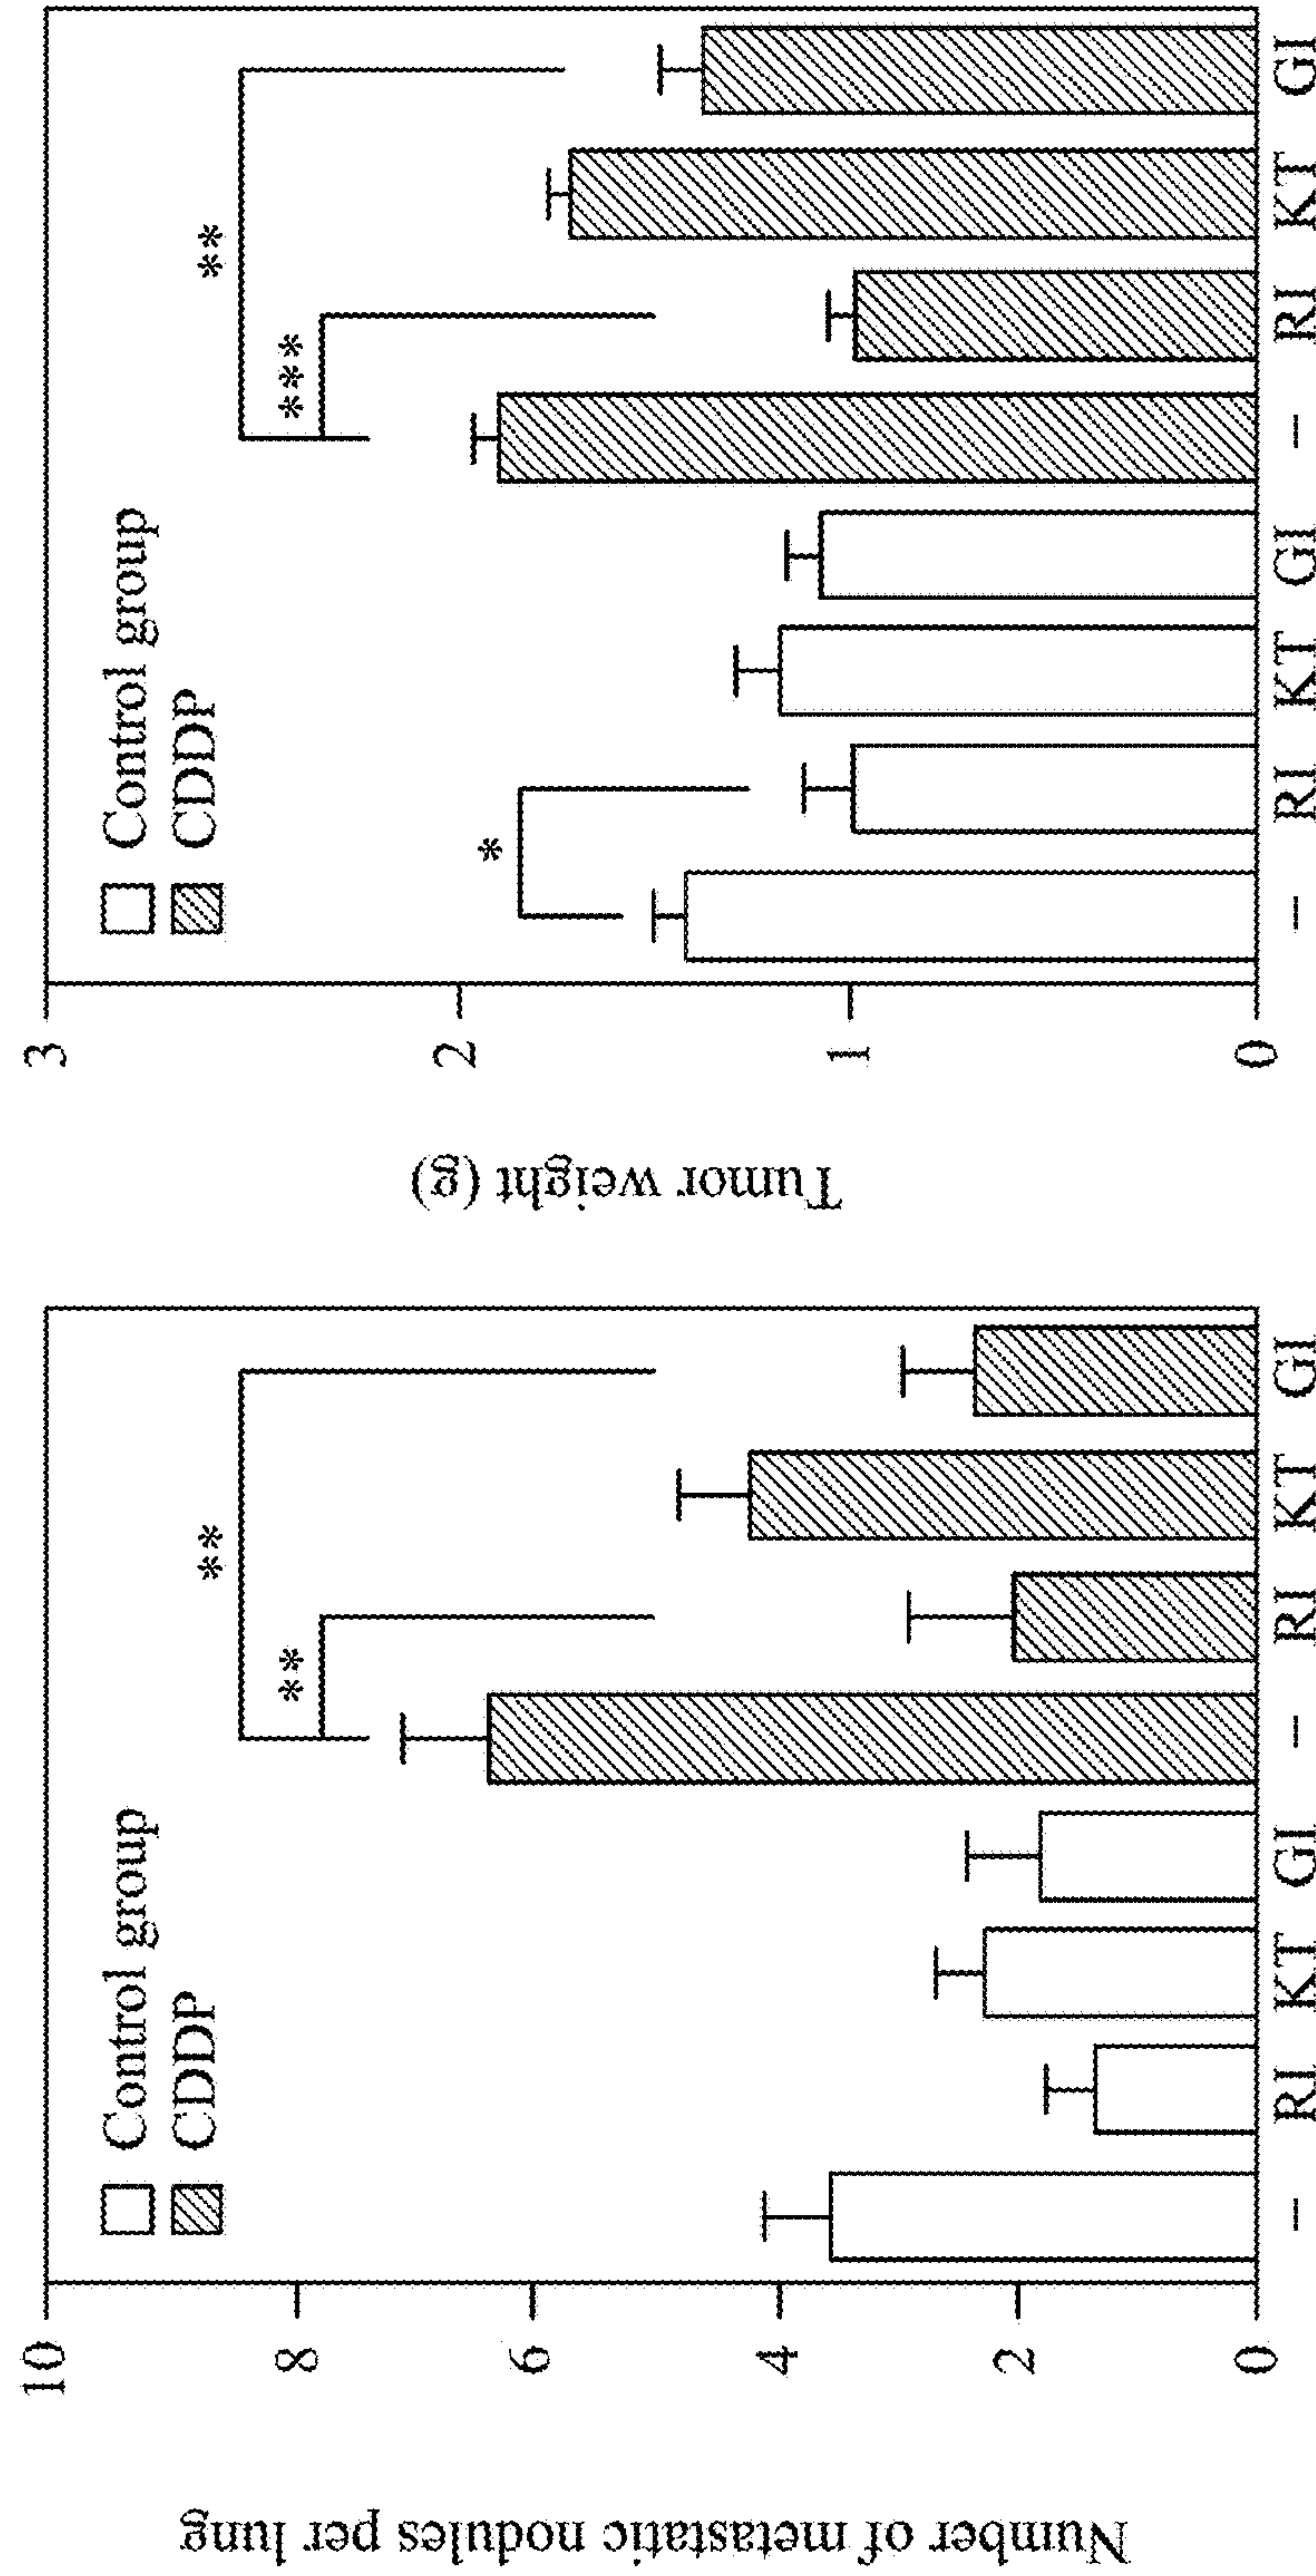 Number of metastatic nodules per lung
10
8
6
4
2
0
Control group
CDDP
**
**
– RI KT GI – RI KT GI
Tumor weight (g)
3
2
1
0
Control group
CDDP
*
***
**
– RI KT GI – RI KT GI